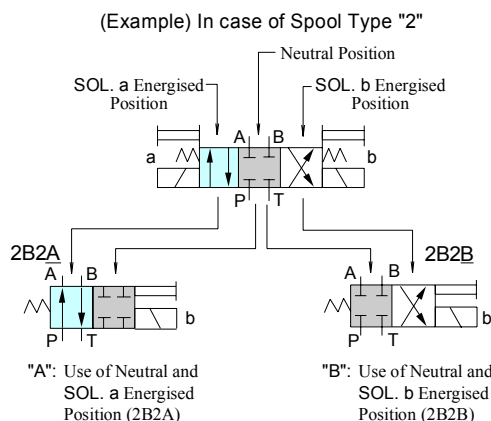 (Example) In case of Spool Type "2"
Neutral Position
SOL. a Energised
Position
SOL. b Energised
Position
A B
a b
P T
2B2A
2B2B
A B
b
P T
A B
b
P T
"A": Use of Neutral and
SOL. a Energised
Position (2B2A)
"B": Use of Neutral and
SOL. b Energised
Position (2B2B)